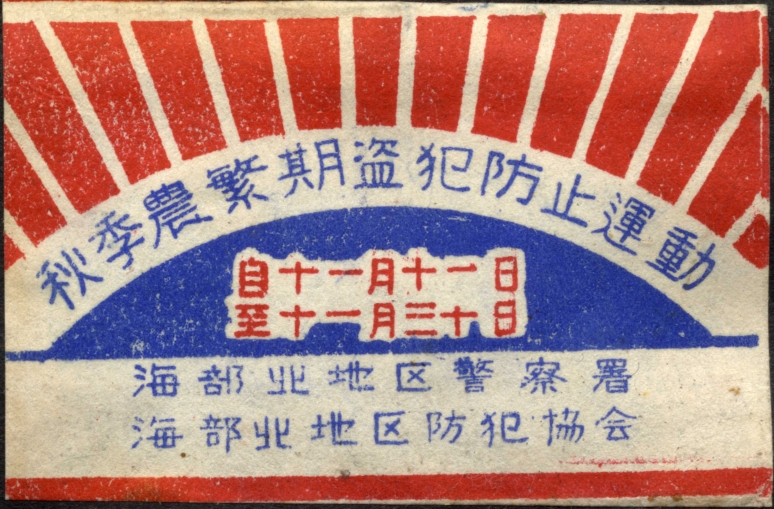 秋季農繁期盗犯防止運動
自十一月十一日
至十一月三十日
海部北地区警察署
海部北地区防犯協会